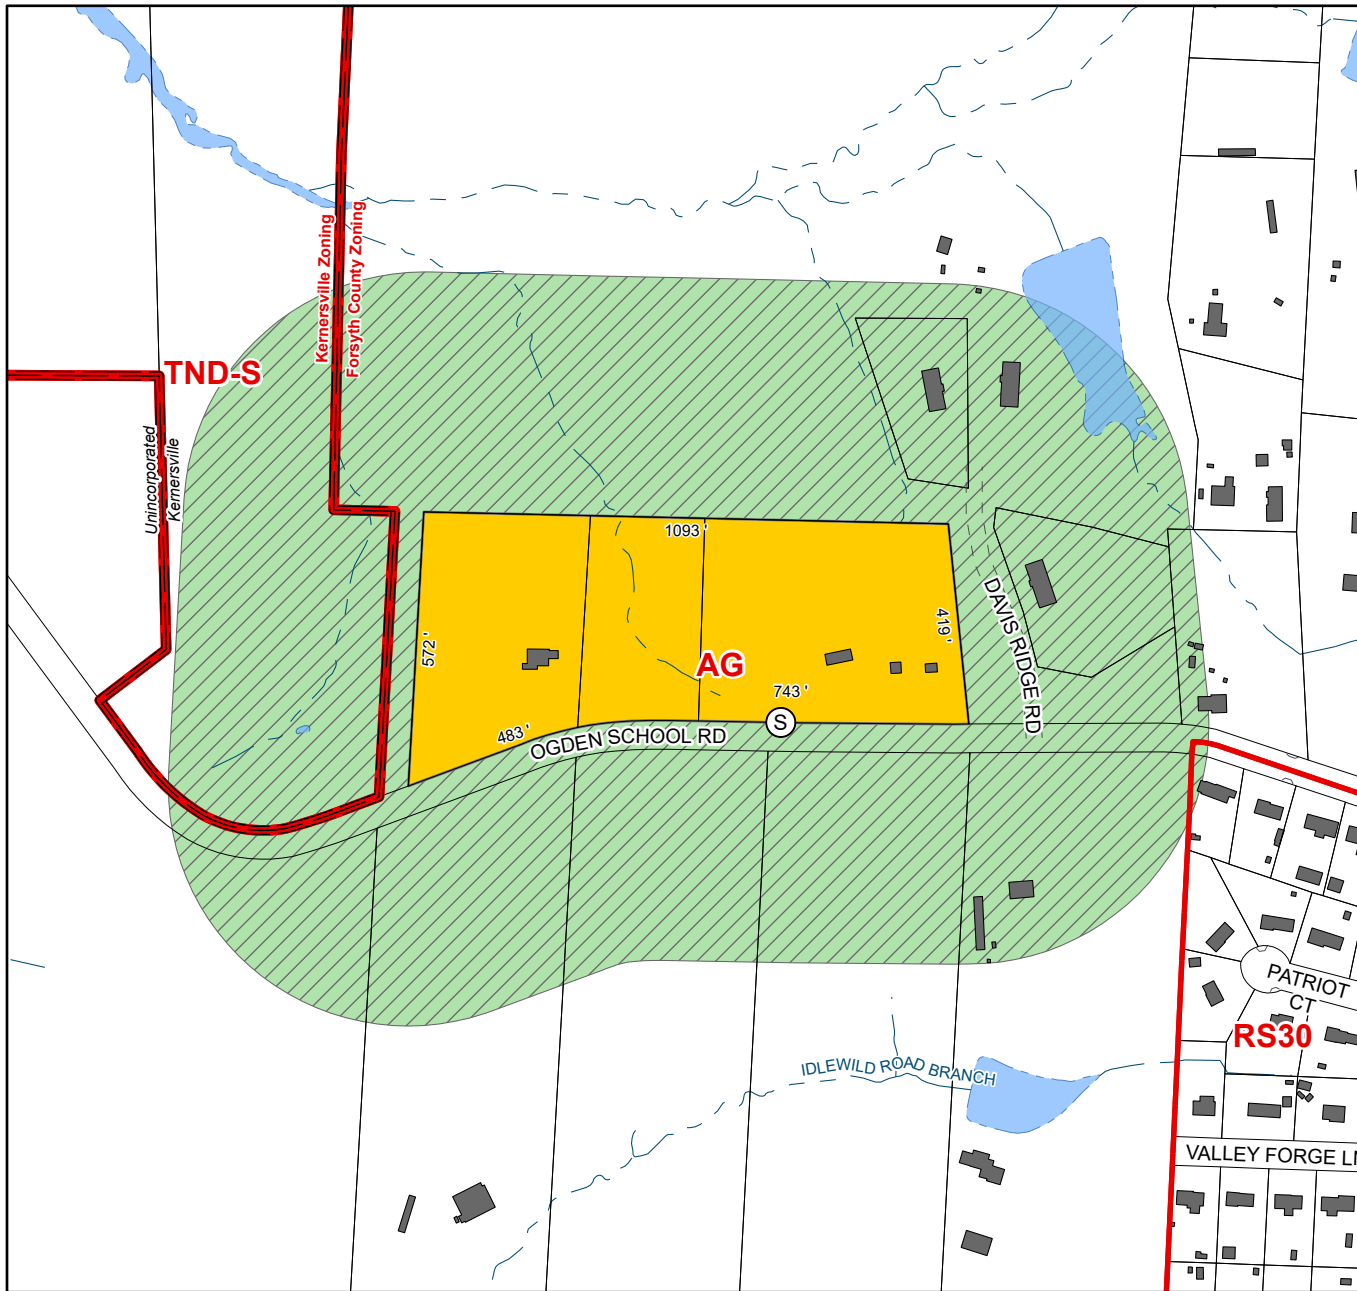 Kernersville Zoning
Forsyth County Zoning
TND-S
Unincorporated
Kernersville
1093 '
572 '
419 '
DAVIS RIDGE RD
AG
743 '
S
483 '
OGDEN SCHOOL RD
PATRIOT
CT
RS30
IDLEWILD ROAD BRANCH
VALLEY FORGE LN